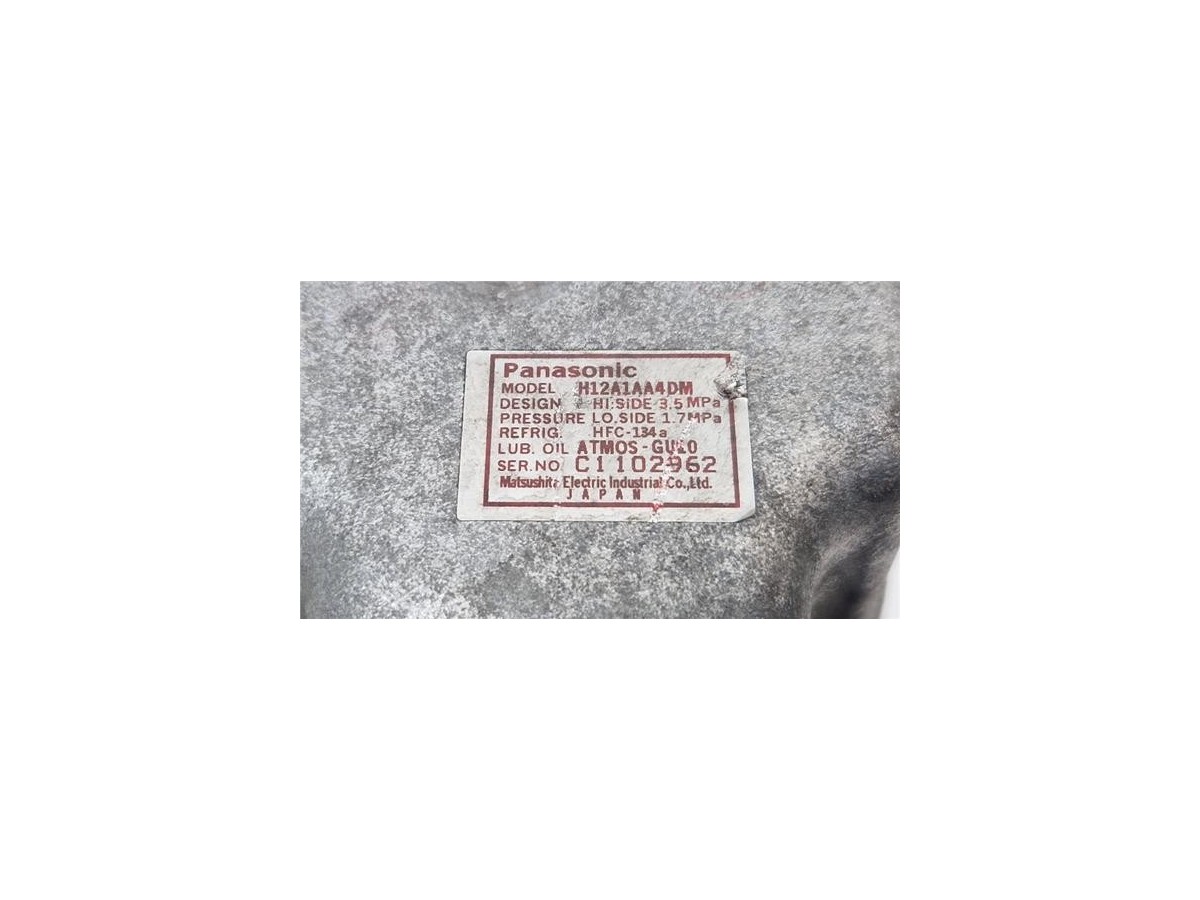 Panasonic
MODEL H12A1AA4DM
DESIGN HI.SIDE 3.5 MPa
PRESSURE LO.SIDE 1.7MPa
REFRIG. HFC-134a
LUB. OIL ATMOS-GU10
SER.NO C1102962
Matsushita Electric Industrial Co.,Ltd.
JAPAN